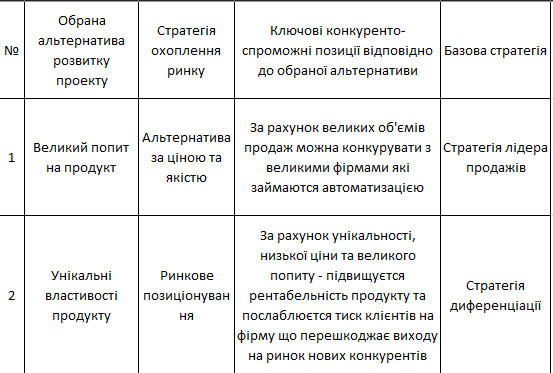 №
Обрана
альтернатива
розвитку
проекту
Стратегія
охоплення
ринку
Ключові конкуренто-
спроможні позиції відповідно
до обраної альтернативи
Базова стратегія
1
Великий попит
на продукт
Альтернатива
за ціною та
якістю
За рахунок великих об'ємів
продаж можна конкурувати з
великими фірмами які
займаются автоматизацією
Стратегія лідера
продажів
2
Унікальні
властивості
продукту
Ринкове
позиціонуван
ня
За рахунок унікальності,
низької ціни та великого
попиту - підвищуєтся
рентабельність продукту та
послаблюєтся тиск клієнтів на
фірму що перешкоджає виходу
на ринок нових конкурентів
Стратегія
диференціації